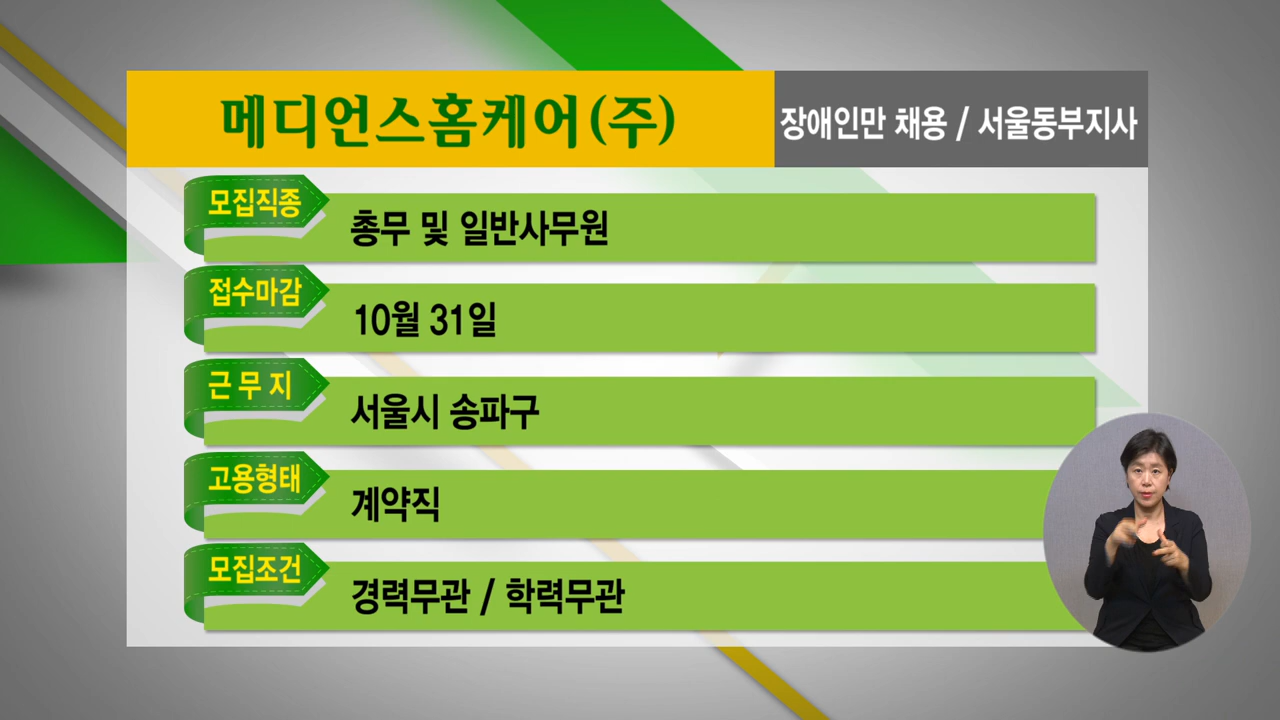 메디언스홈케어(주)
장애인만 채용 / 서울동부지사
모집직종
총무 및 일반사무원
접수마감
10월 31일
근 무 지
서울시 송파구
고용형태
계약직
모집조건
경력무관 / 학력무관